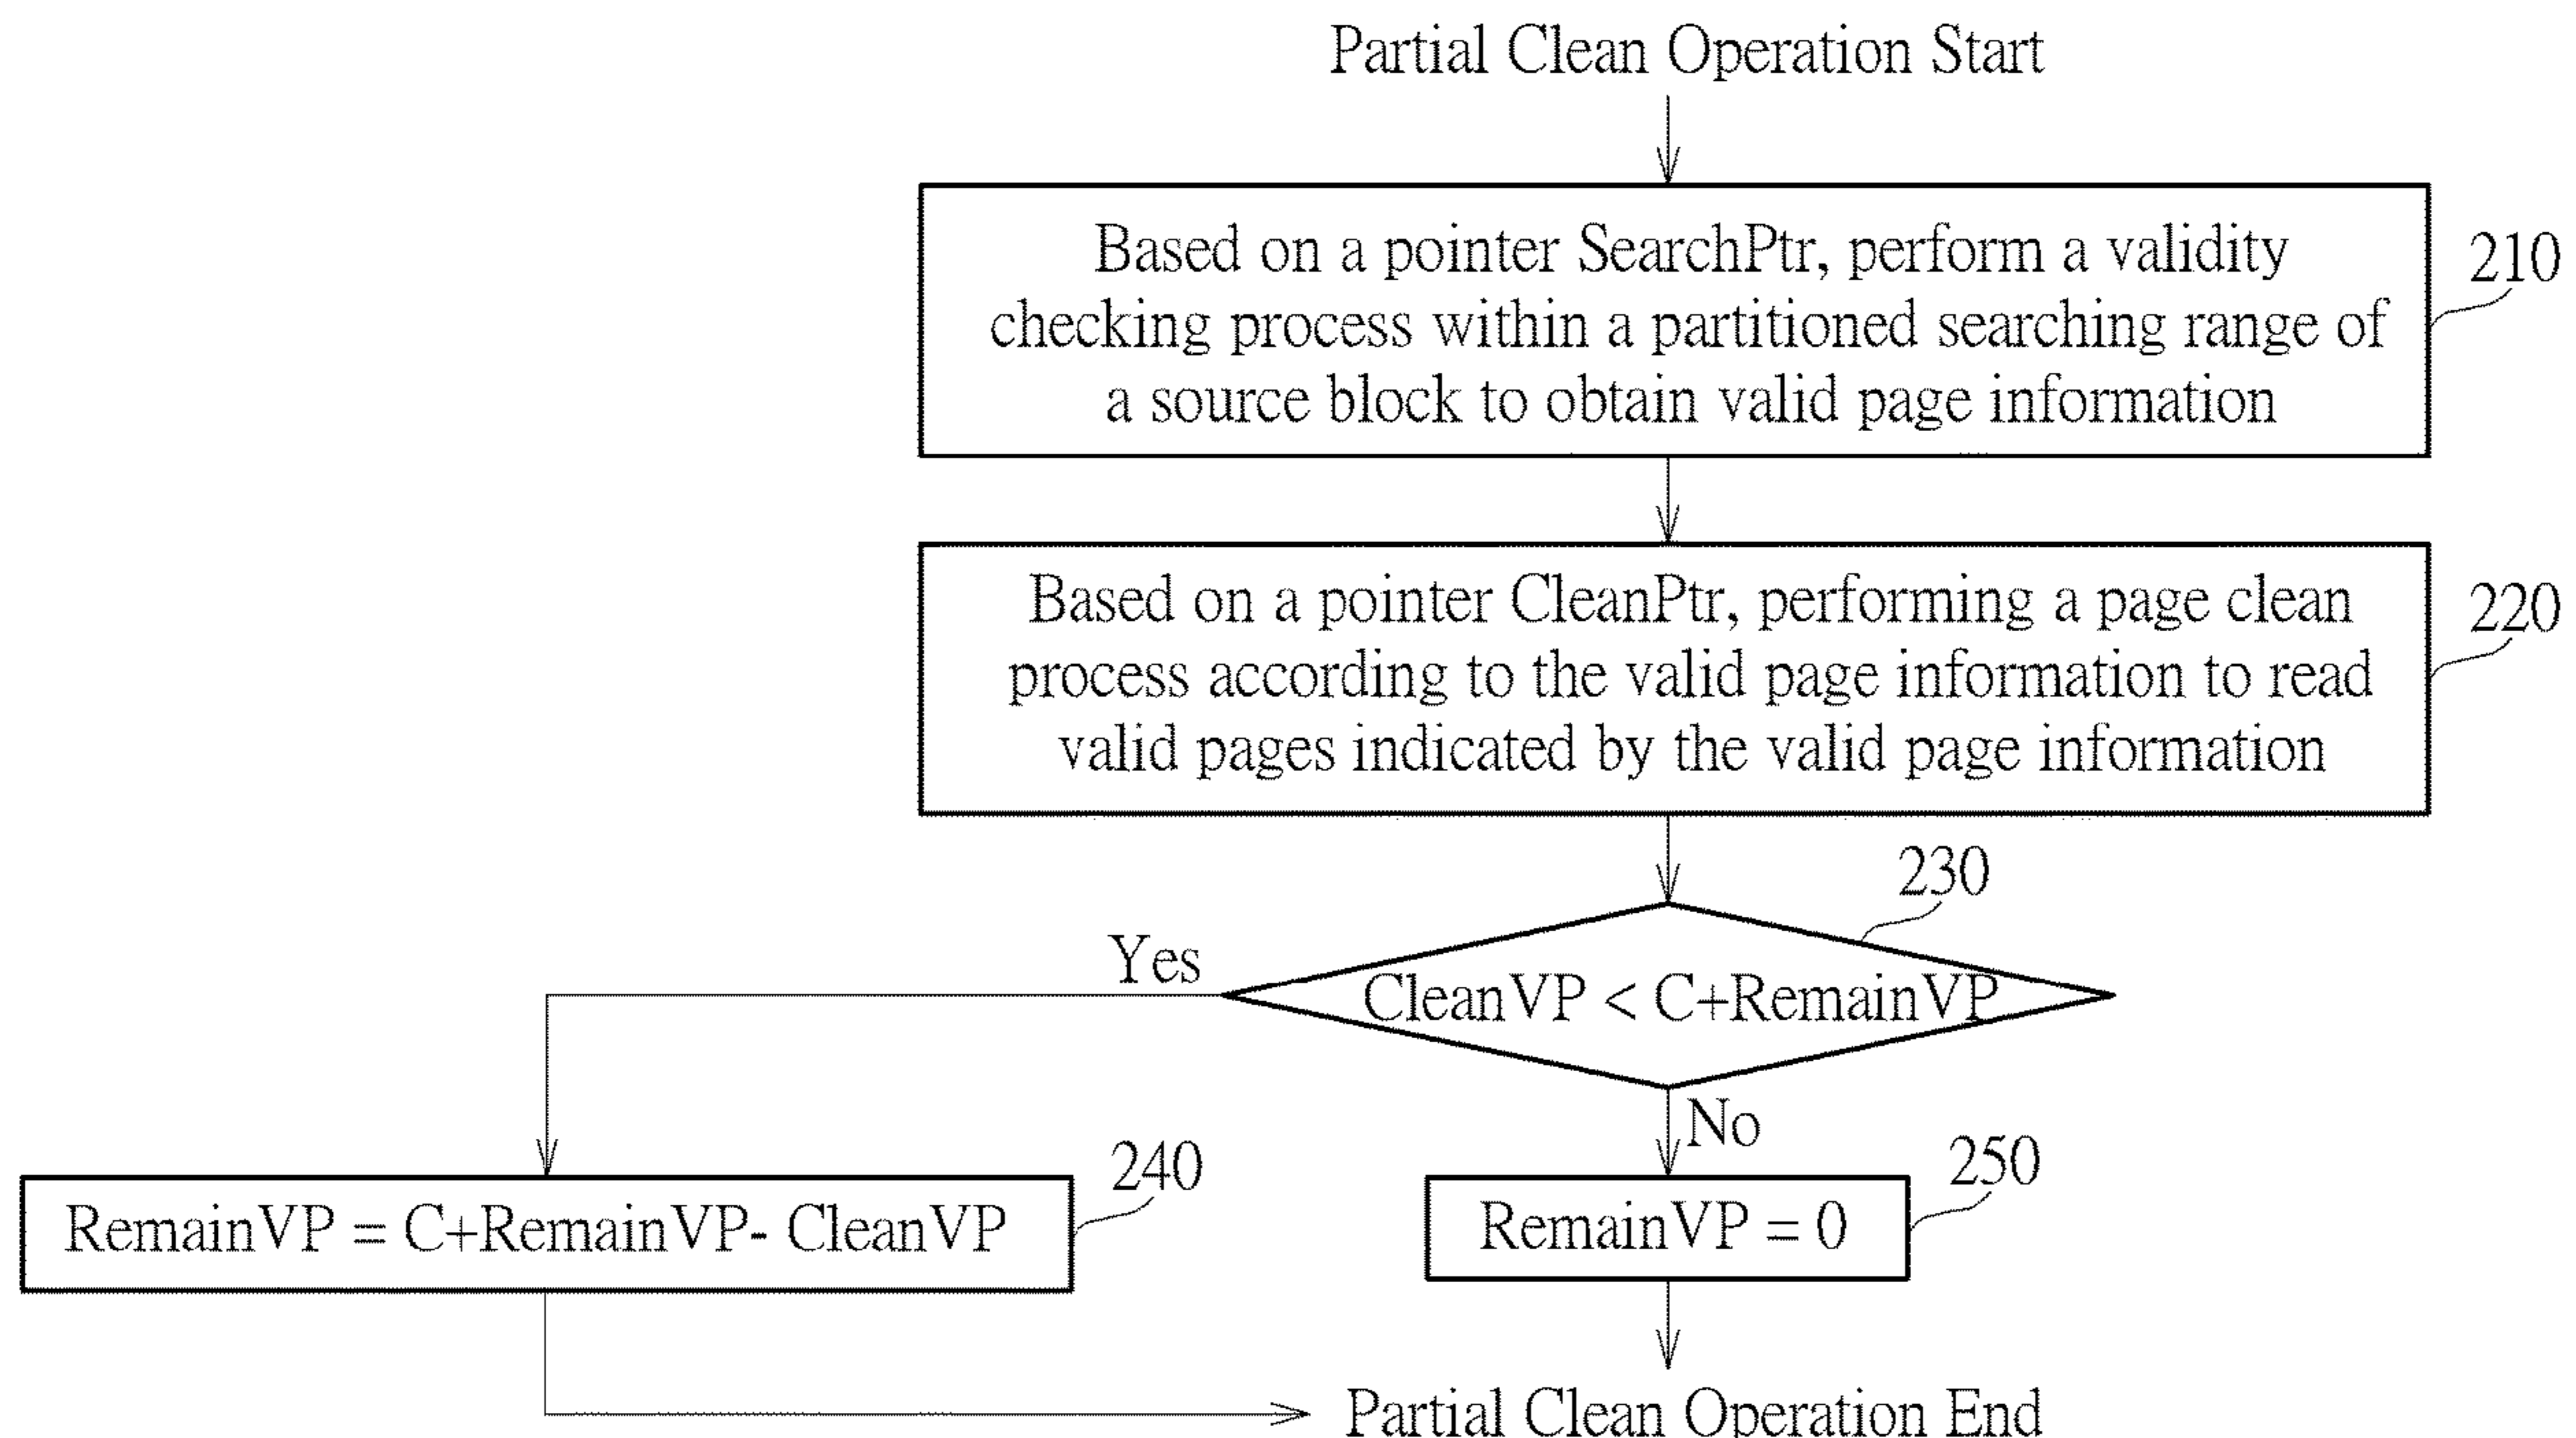 Partial Clean Operation Start
Based on a pointer SearchPtr, perform a validity
checking process within a partitioned searching range of
a source block to obtain valid page information
210
Based on a pointer CleanPtr, performing a page clean
process according to the valid page information to read
valid pages indicated by the valid page information
220
230
CleanVP < C+RemainVP
Yes
No
RemainVP = C+RemainVP- CleanVP
240
RemainVP = 0
250
Partial Clean Operation End